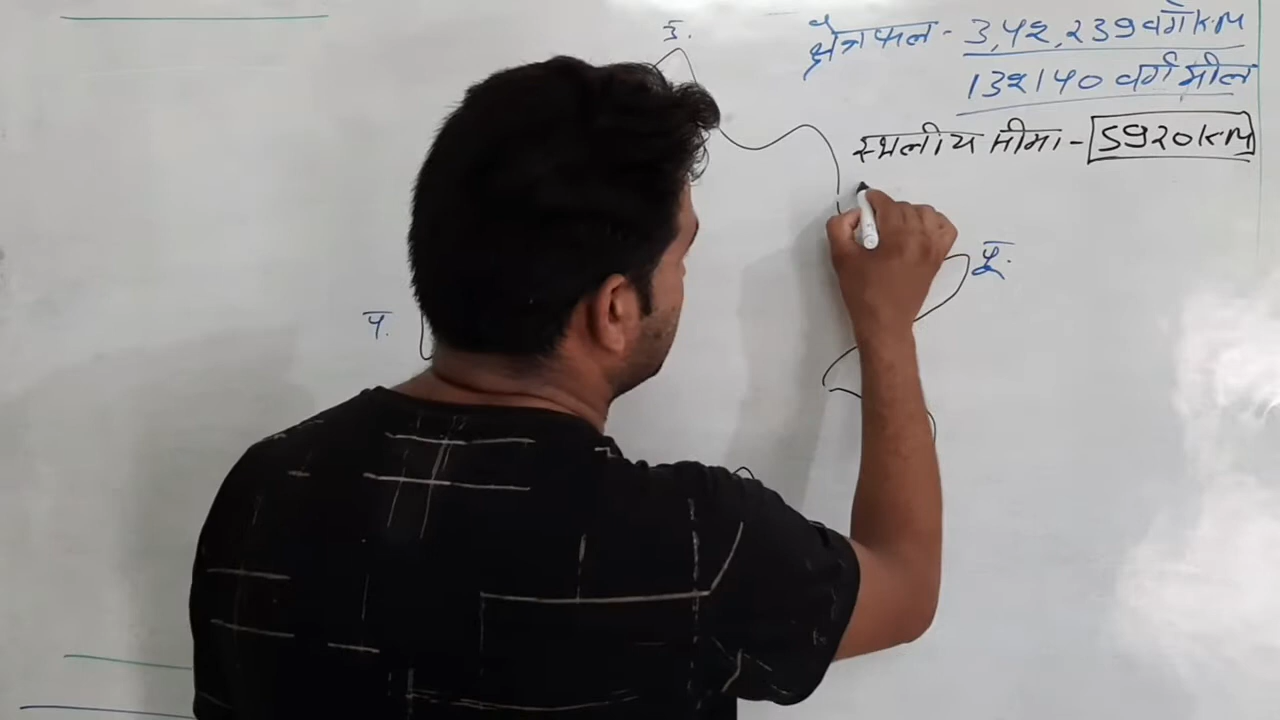 उ.
क्षेत्रफल - 3,42,239 वर्ग KM
132140 वर्ग मील
स्थलीय सीमा - 5920 KM
पू.
प.